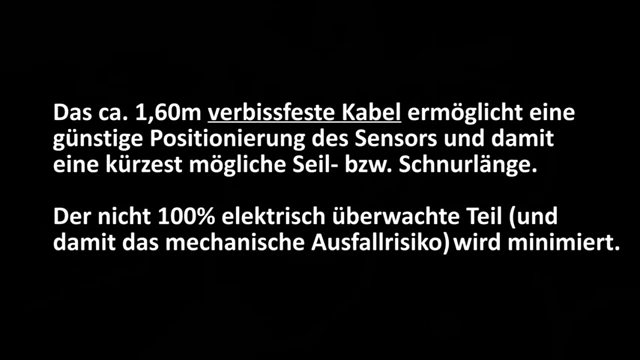 Das ca. 1,60m verbissfeste Kabel ermöglicht eine
günstige Positionierung des Sensors und damit
eine kürzest mögliche Seil- bzw. Schnurlänge.
Der nicht 100% elektrisch überwachte Teil (und
damit das mechanische Ausfallrisiko) wird minimiert.